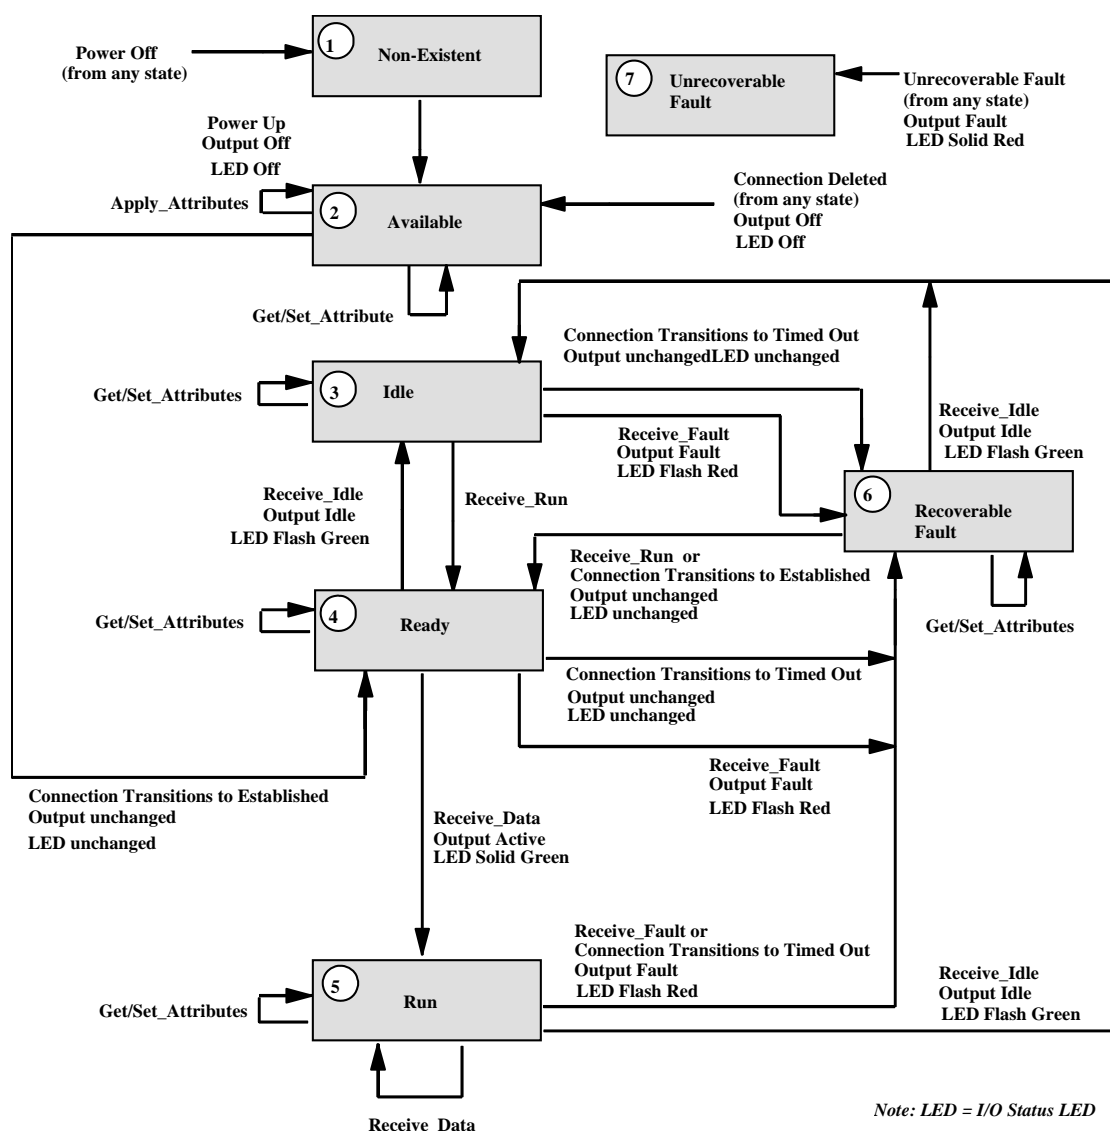 Power Off
(from any state)
1
Non-Existent
7
Unrecoverable
Fault
Unrecoverable Fault
(from any state)
Output Fault
LED Solid Red
Power Up
Output Off
LED Off
Apply_Attributes
2
Available
Connection Deleted
(from any state)
Output Off
LED Off
Get/Set_Attribute
Connection Transitions to Timed Out
Output unchangedLED unchanged
Get/Set_Attributes
3
Idle
Receive_Fault
Output Fault
LED Flash Red
Receive_Idle
Output Idle
LED Flash Green
Receive_Idle
Output Idle
LED Flash Green
Receive_Run
6
Recoverable
Fault
Receive_Run or
Connection Transitions to Established
Output unchanged
LED unchanged
Get/Set_Attributes
4
Ready
Get/Set_Attributes
Connection Transitions to Timed Out
Output unchanged
LED unchanged
Receive_Fault
Output Fault
LED Flash Red
Connection Transitions to Established
Output unchanged
LED unchanged
Receive_Data
Output Active
LED Solid Green
Receive_Fault or
Connection Transitions to Timed Out
Output Fault
LED Flash Red
Receive_Idle
Output Idle
LED Flash Green
5
Run
Get/Set_Attributes
Receive_Data
Note: LED = I/O Status LED